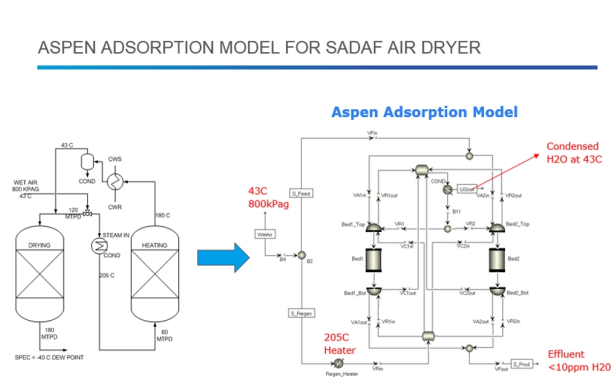 ASPEN ADSORPTION MODEL FOR SADAF AIR DRYER
Aspen Adsorption Model
43 C
CWS
WET AIR
800 KPAG
43 C
COND
120
MTPD
CWR
180 C
STEAM IN
DRYING
HEATING
COND
205 C
180
MTPD
60
MTPD
SPEC < -40 C DEW POINT
43C
800kPag
S_Feed
WetAir
B4
B2
S_Regen
205C
Heater
Regen_Heater
VFin
COND
LIQout
Condensed
H2O at 43C
VA1in
VR1out
VA2in
VR2out
B11
Bed1_Top
VR1
VR2
Bed2_Top
VC1in
VC2in
Bed1
Bed2
Bed1_Bot
VC1out
VC2out
Bed2_Bot
VA1out
VR1in
VA2out
VR2in
VRin
VFout
S_Prod
Effluent
<10ppm H20